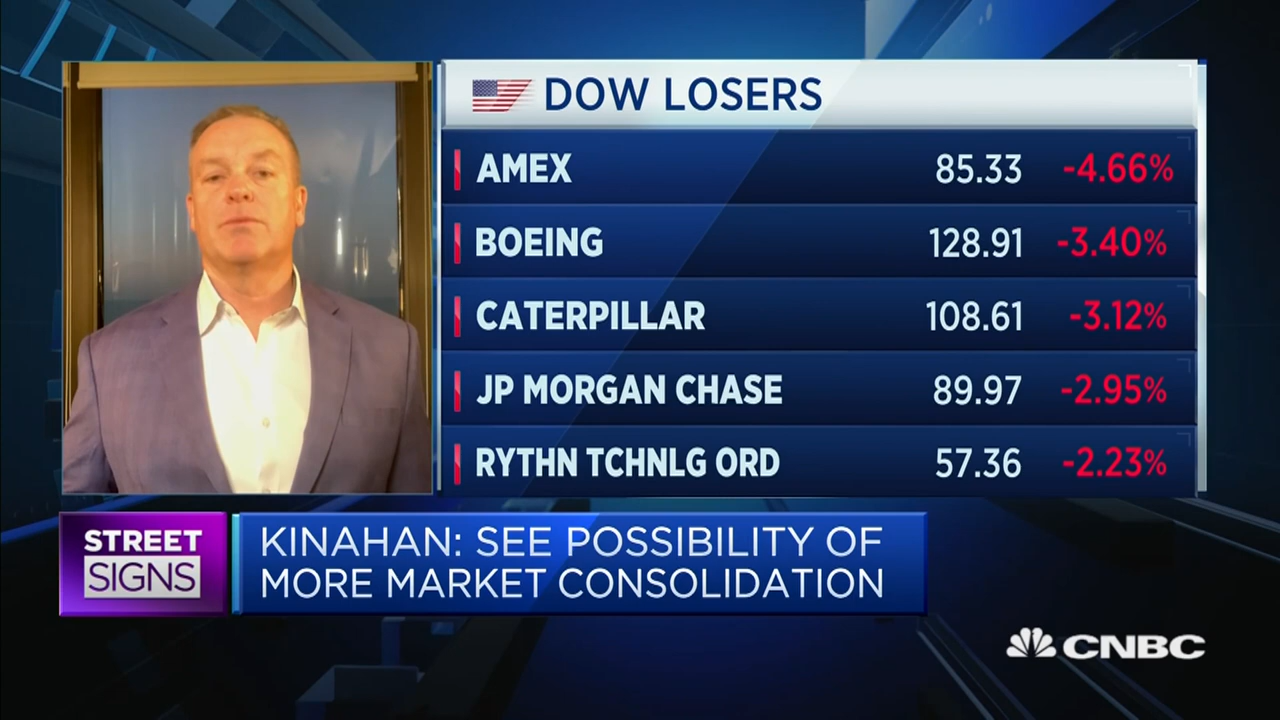 DOW LOSERS
AMEX 85.33 -4.66%
BOEING 128.91 -3.40%
CATERPILLAR 108.61 -3.12%
JP MORGAN CHASE 89.97 -2.95%
RYTHN TCHNLG ORD 57.36 -2.23%
STREET
SIGNS
KINAHAN: SEE POSSIBILITY OF
MORE MARKET CONSOLIDATION
CNBC